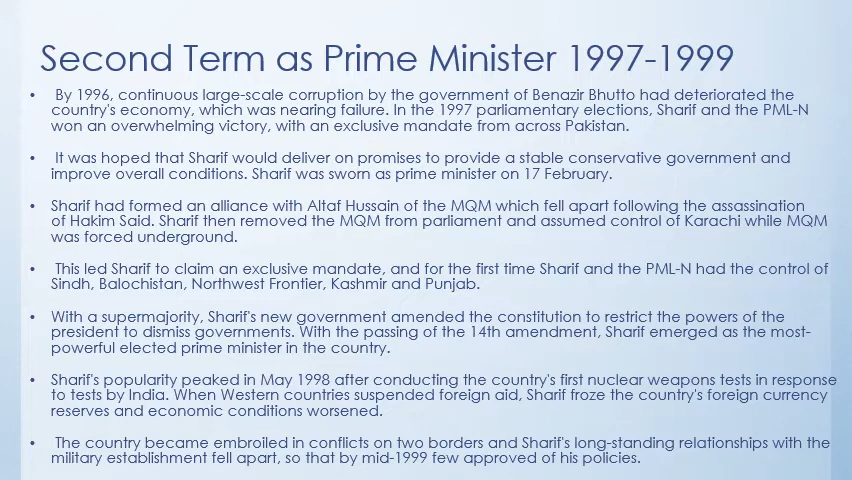 Second Term as Prime Minister 1997-1999
• By 1996, continuous large-scale corruption by the government of Benazir Bhutto had deteriorated the
country's economy, which was nearing failure. In the 1997 parliamentary elections, Sharif and the PML-N
won an overwhelming victory, with an exclusive mandate from across Pakistan.
• It was hoped that Sharif would deliver on promises to provide a stable conservative government and
improve overall conditions. Sharif was sworn as prime minister on 17 February.
• Sharif had formed an alliance with Altaf Hussain of the MQM which fell apart following the assassination
of Hakim Said. Sharif then removed the MQM from parliament and assumed control of Karachi while MQM
was forced underground.
• This led Sharif to claim an exclusive mandate, and for the first time Sharif and the PML-N had the control of
Sindh, Balochistan, Northwest Frontier, Kashmir and Punjab.
• With a supermajority, Sharif's new government amended the constitution to restrict the powers of the
president to dismiss governments. With the passing of the 14th amendment, Sharif emerged as the most-
powerful elected prime minister in the country.
• Sharif's popularity peaked in May 1998 after conducting the country's first nuclear weapons tests in response
to tests by India. When Western countries suspended foreign aid, Sharif froze the country's foreign currency
reserves and economic conditions worsened.
• The country became embroiled in conflicts on two borders and Sharif's long-standing relationships with the
military establishment fell apart, so that by mid-1999 few approved of his policies.